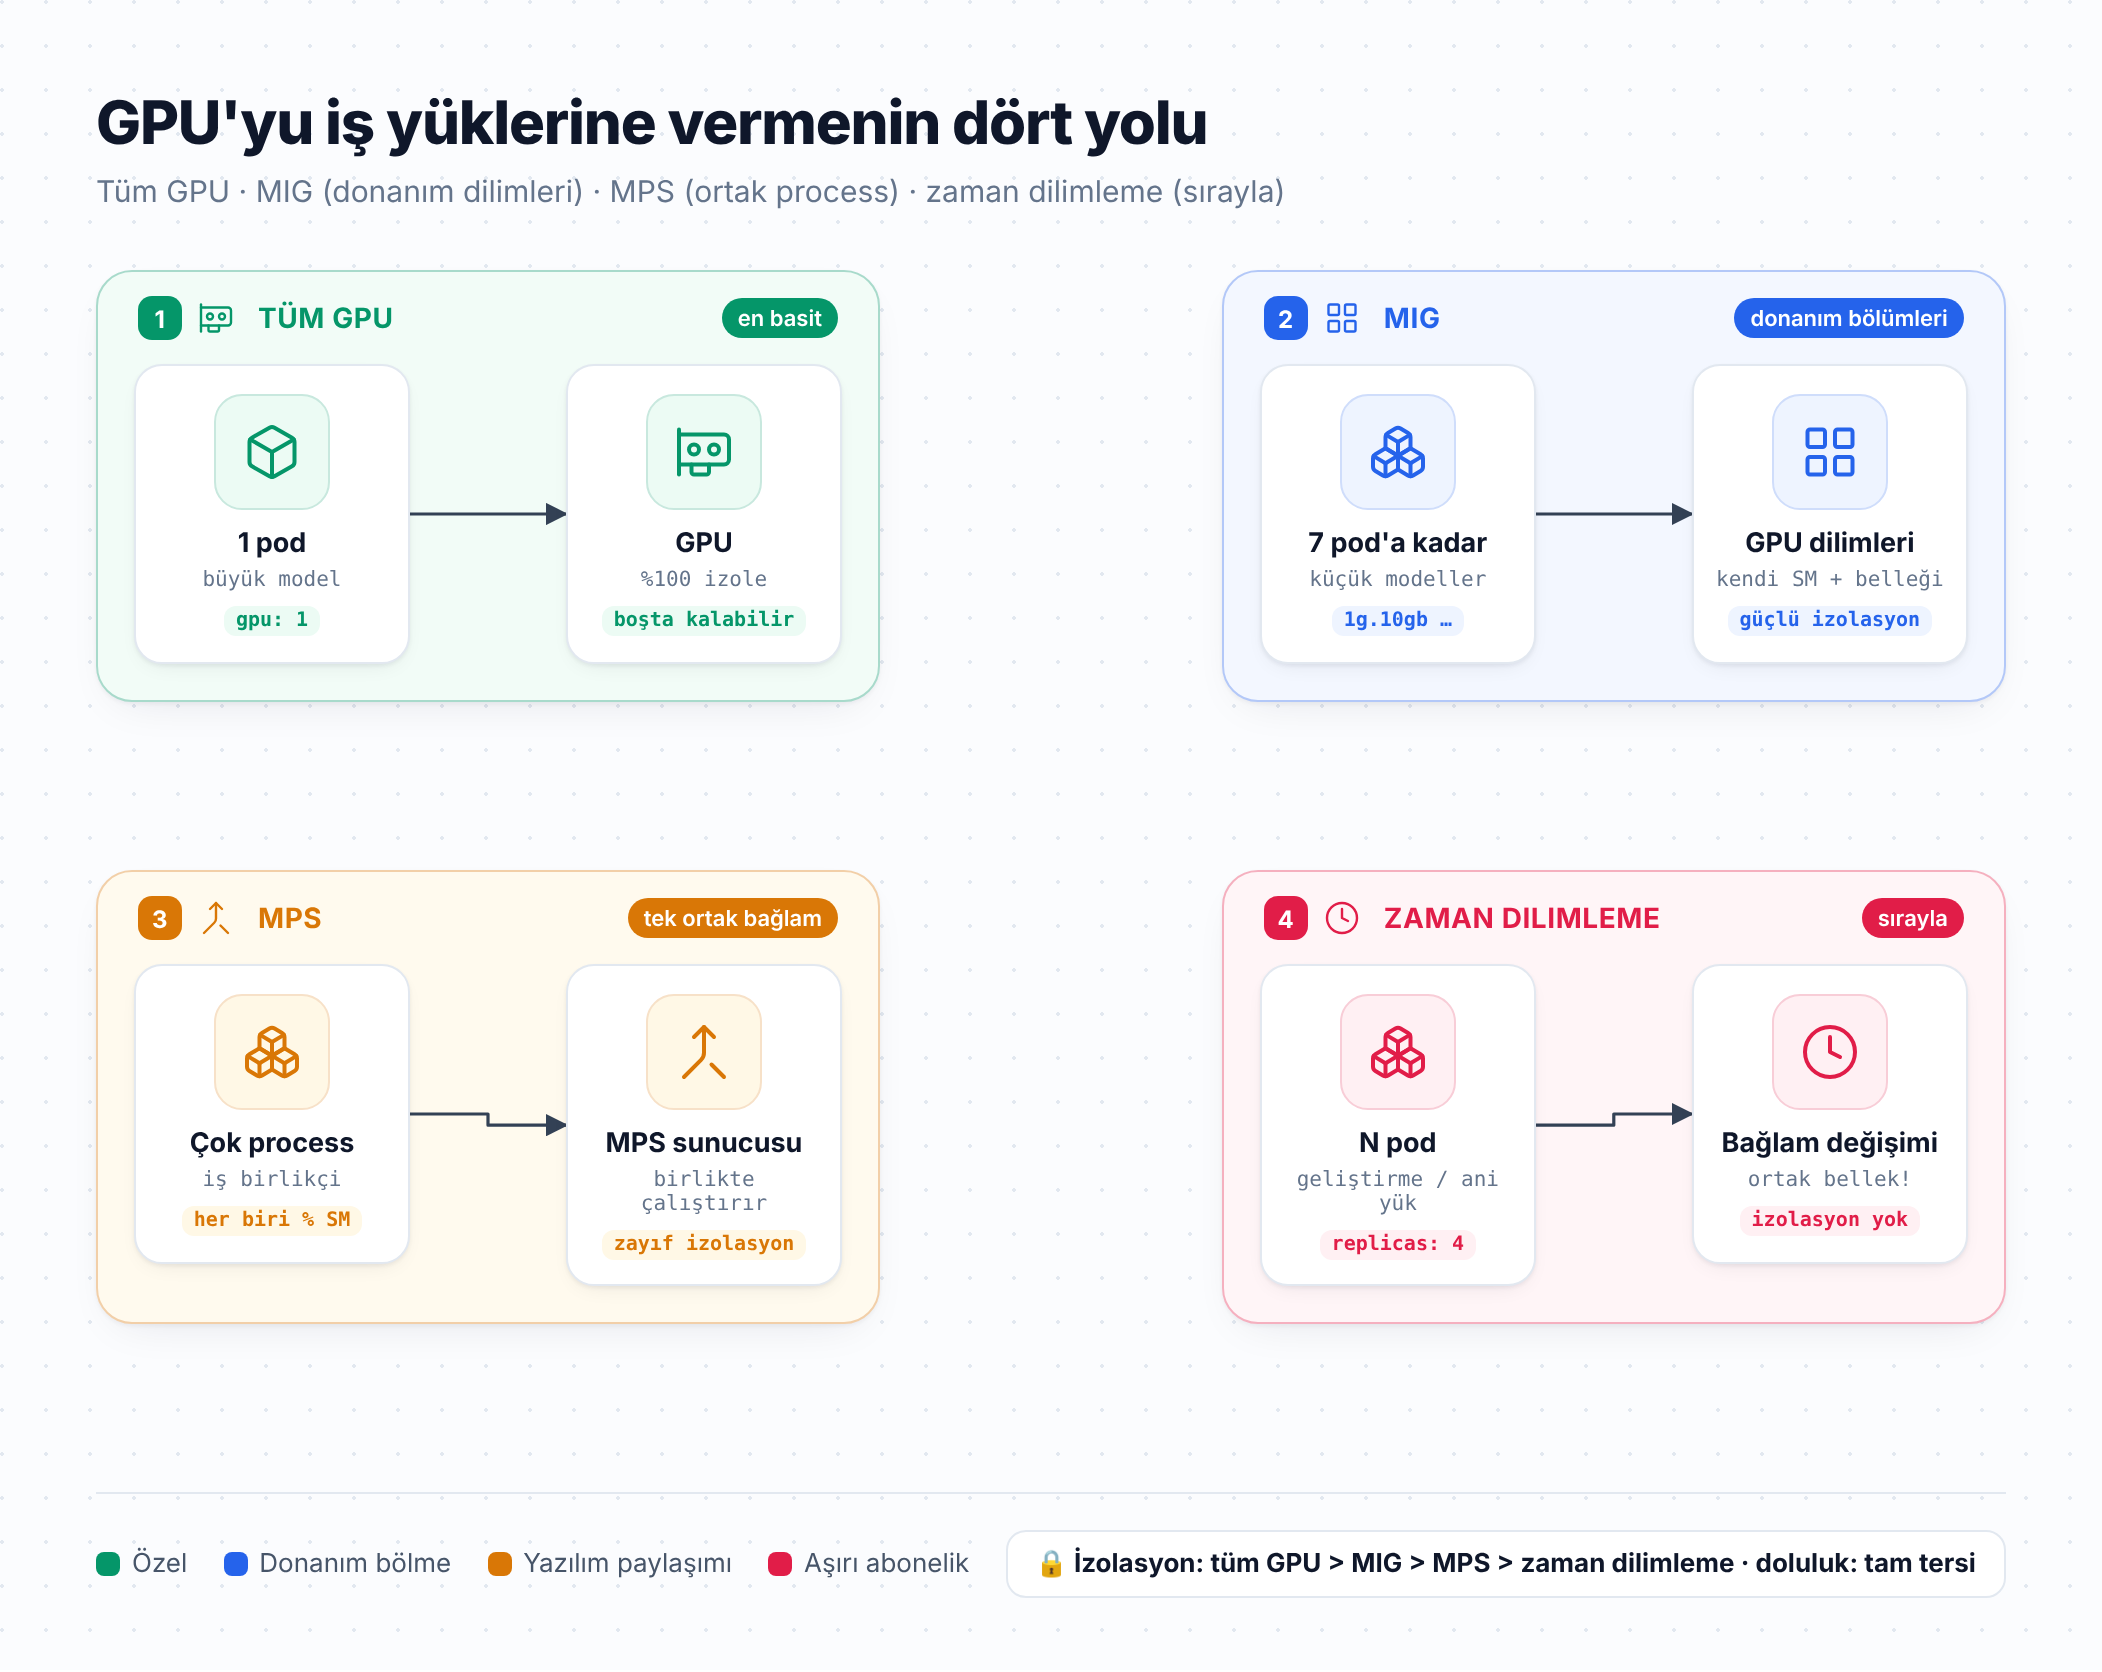 GPU'yu iş yüklerine vermenin dört yolu
Tüm GPU · MIG (donanım dilimleri) · MPS (ortak process) · zaman dilimleme (sırayla)
1 TÜM GPU en basit
1 pod
büyük model
gpu: 1
GPU
%100 izole
boşta kalabilir
2 MIG donanım bölümleri
7 pod'a kadar
küçük modeller
1g.10gb …
GPU dilimleri
kendi SM + belleği
güçlü izolasyon
3 MPS tek ortak bağlam
Çok process
iş birlikçi
her biri % SM
MPS sunucusu
birlikte
çalıştırır
zayıf izolasyon
4 ZAMAN DILIMLEME sırayla
N pod
geliştirme / ani
yük
replicas: 4
Bağlam değişimi
ortak bellek!
izolasyon yok
Özel
Donanım bölme
Yazılım paylaşımı
Aşırı abonelik
🔒 İzolasyon: tüm GPU > MIG > MPS > zaman dilimleme · doluluk: tam tersi